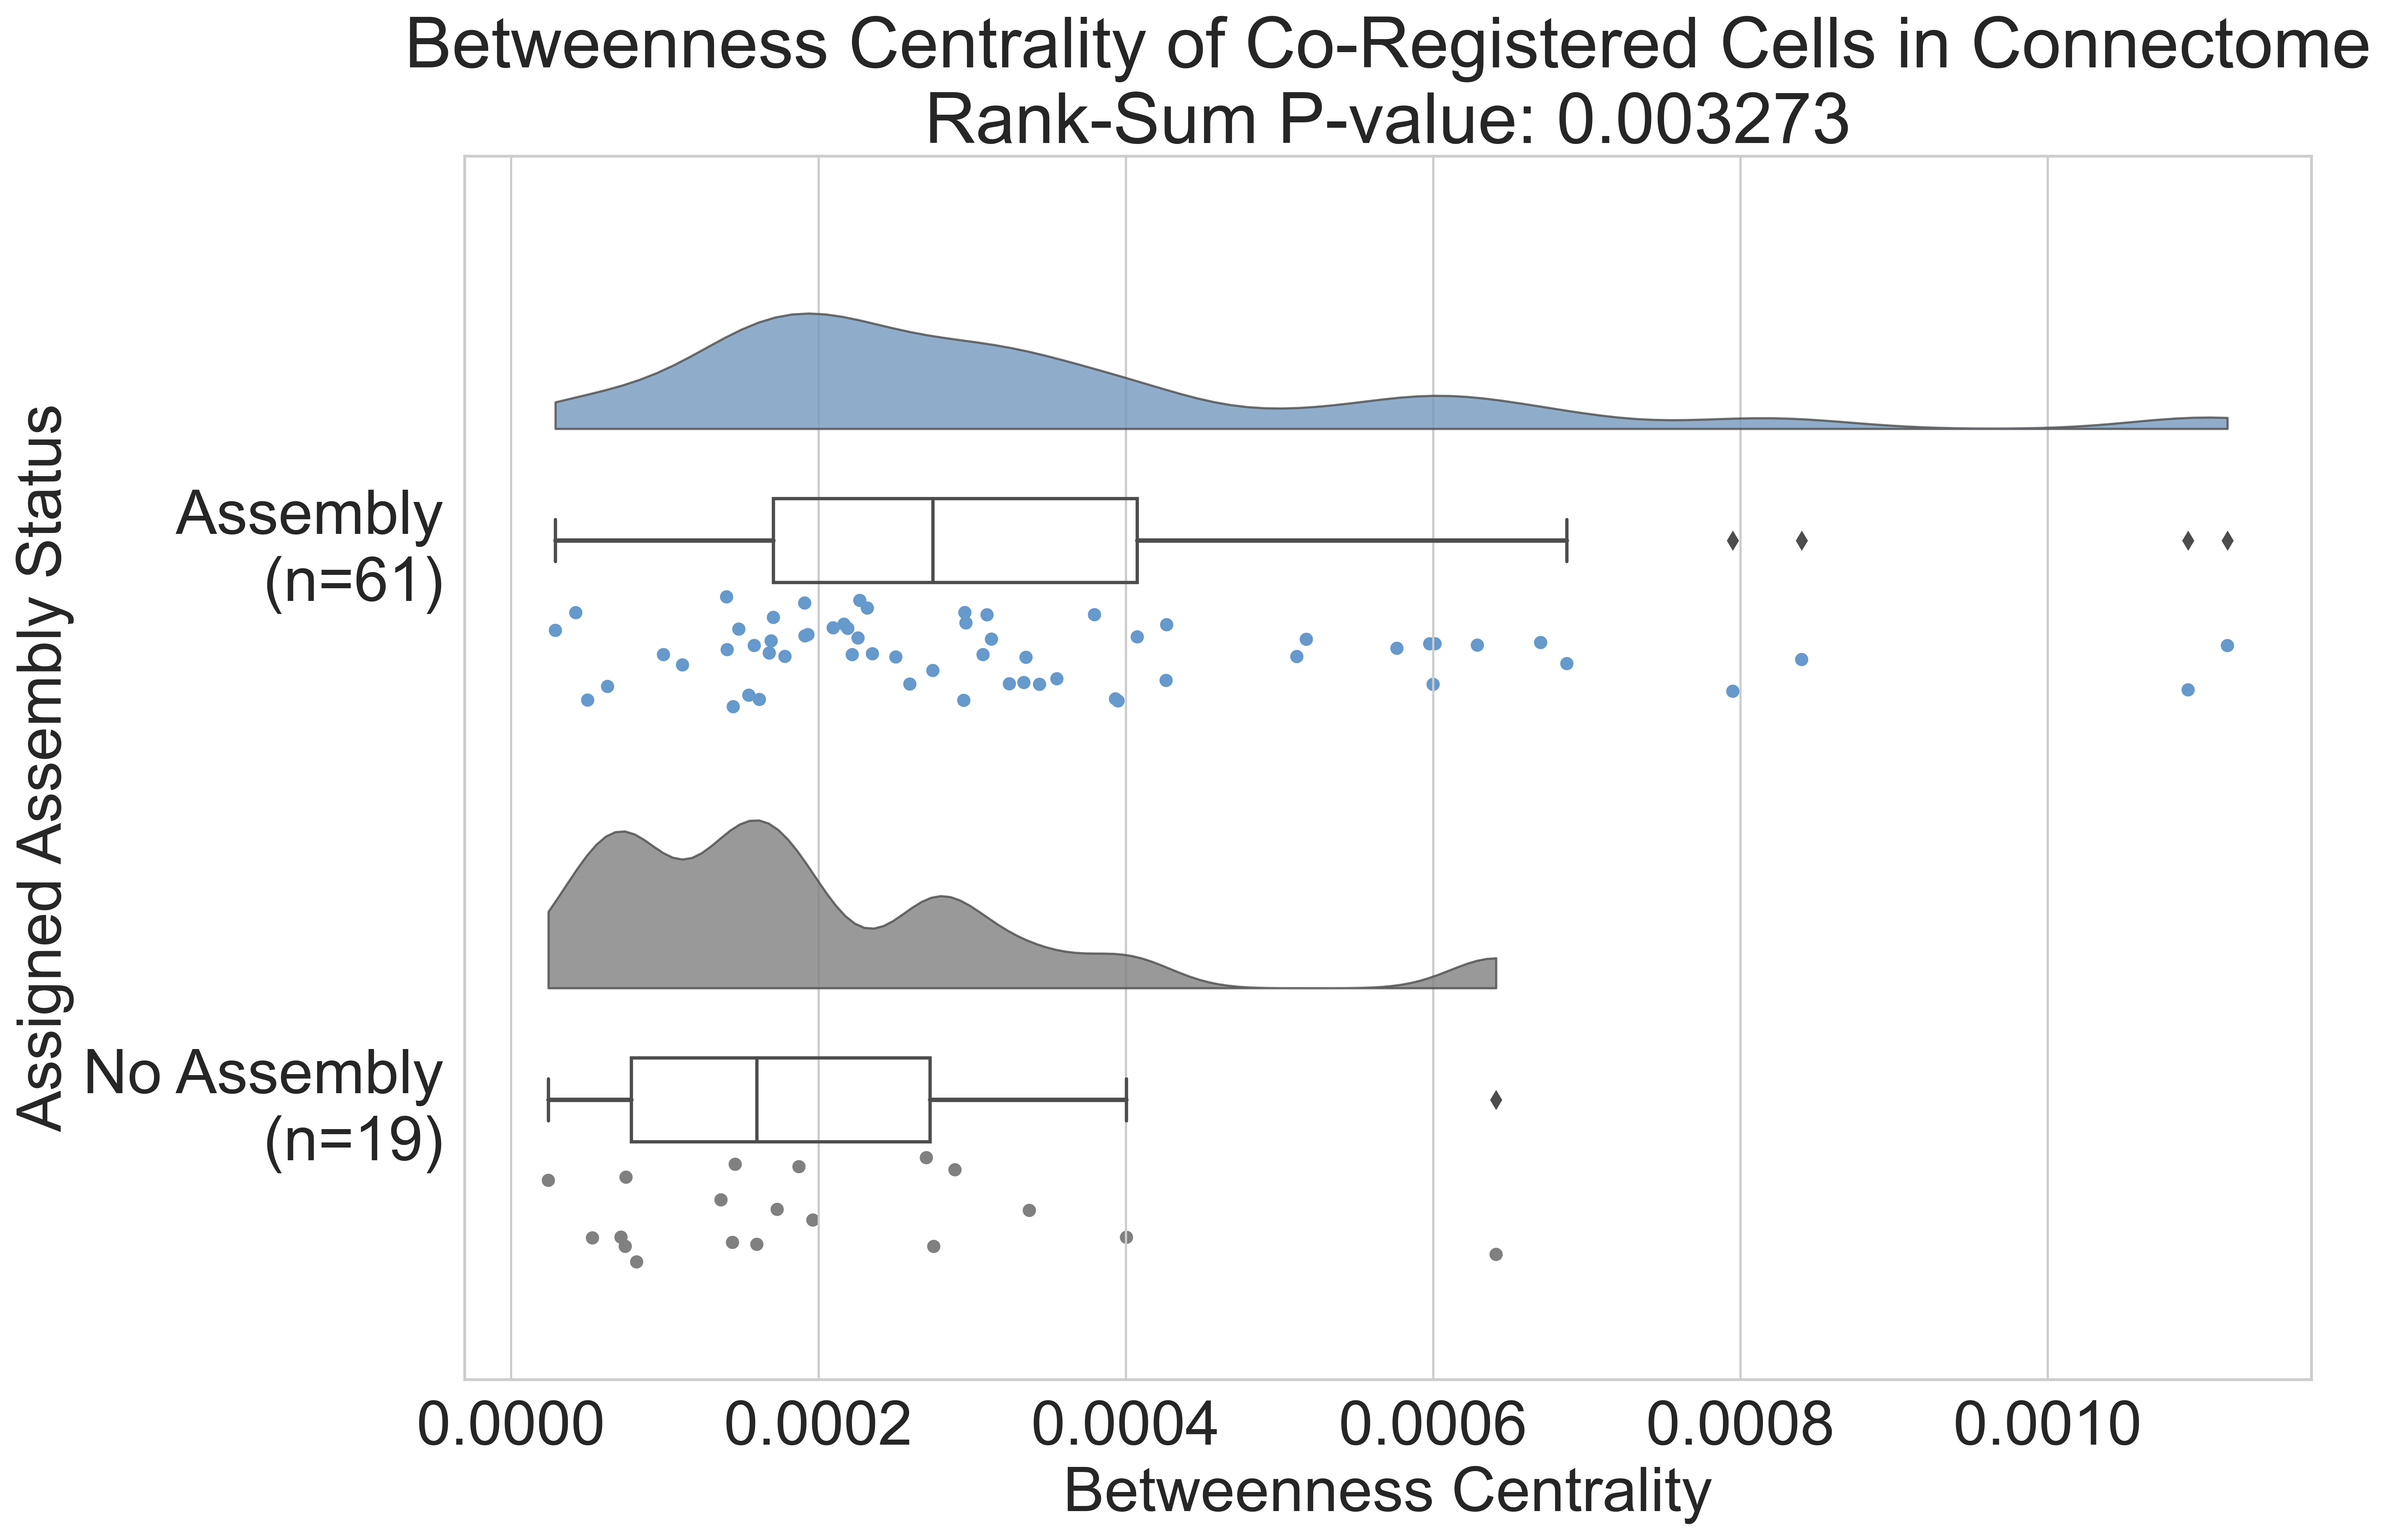 Betweenness Centrality of Co-Registered Cells in Connectome
Rank-Sum P-value: 0.003273
Assigned Assembly Status
Assembly
(n=61)
No Assembly
(n=19)
0.0000 0.0002 0.0004 0.0006 0.0008 0.0010
Betweenness Centrality